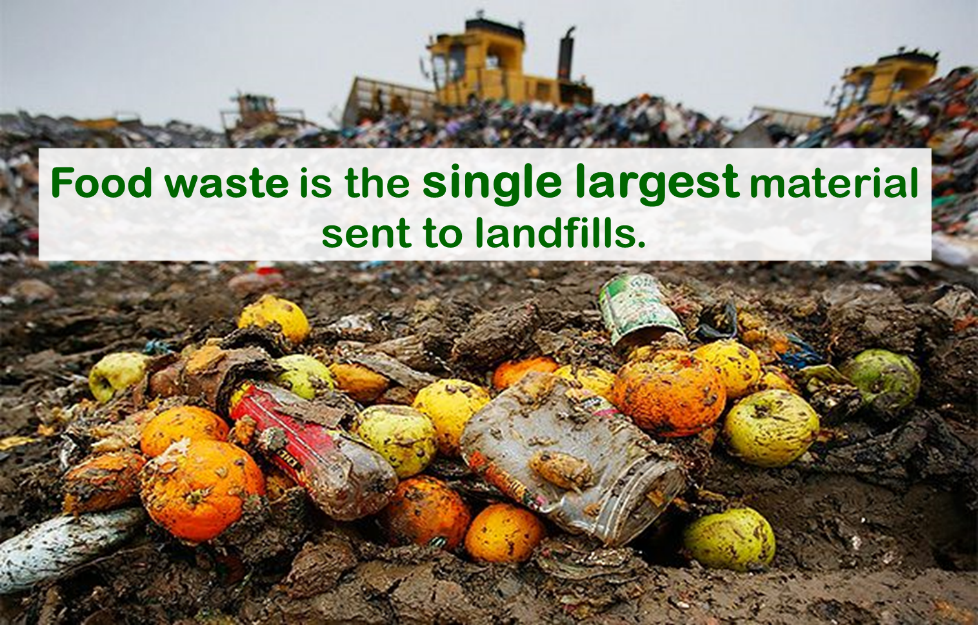 Food waste is the single largest material
sent to landfills.